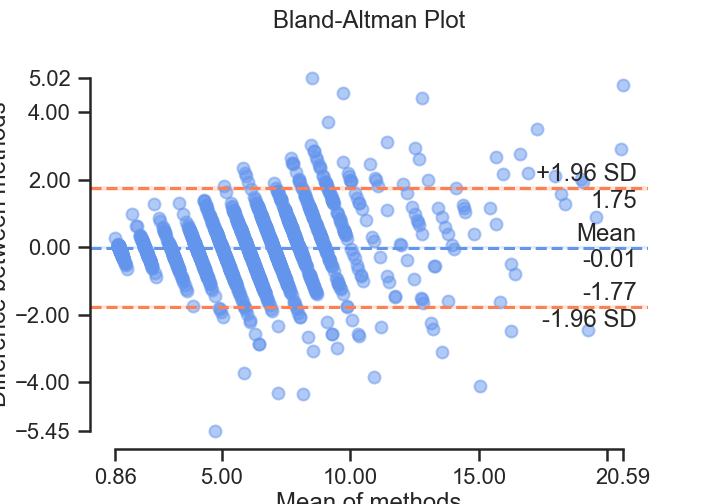 Bland-Altman Plot
5.02
4.00
2.00
0.00
−2.00
−4.00
−5.45
Difference between methods
+1.96 SD
1.75
Mean
-0.01
-1.77
-1.96 SD
0.86
5.00
10.00
15.00
20.59
Mean of methods